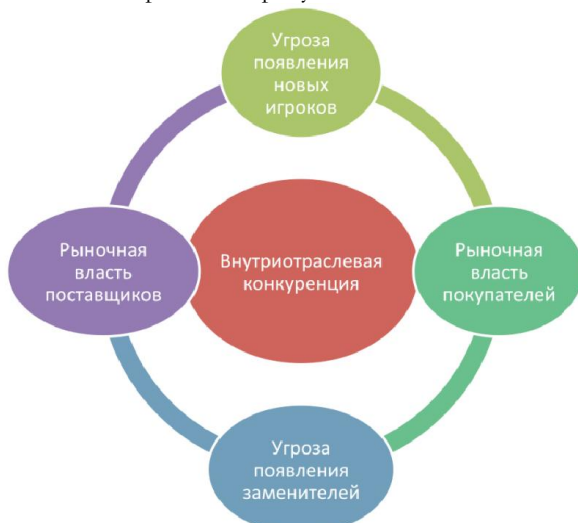 Угроза
появления
новых
игроков
Рыночная
власть
поставщиков
Внутриотраслевая
конкуренция
Рыночная
власть
покупателей
Угроза
появления
заменителей